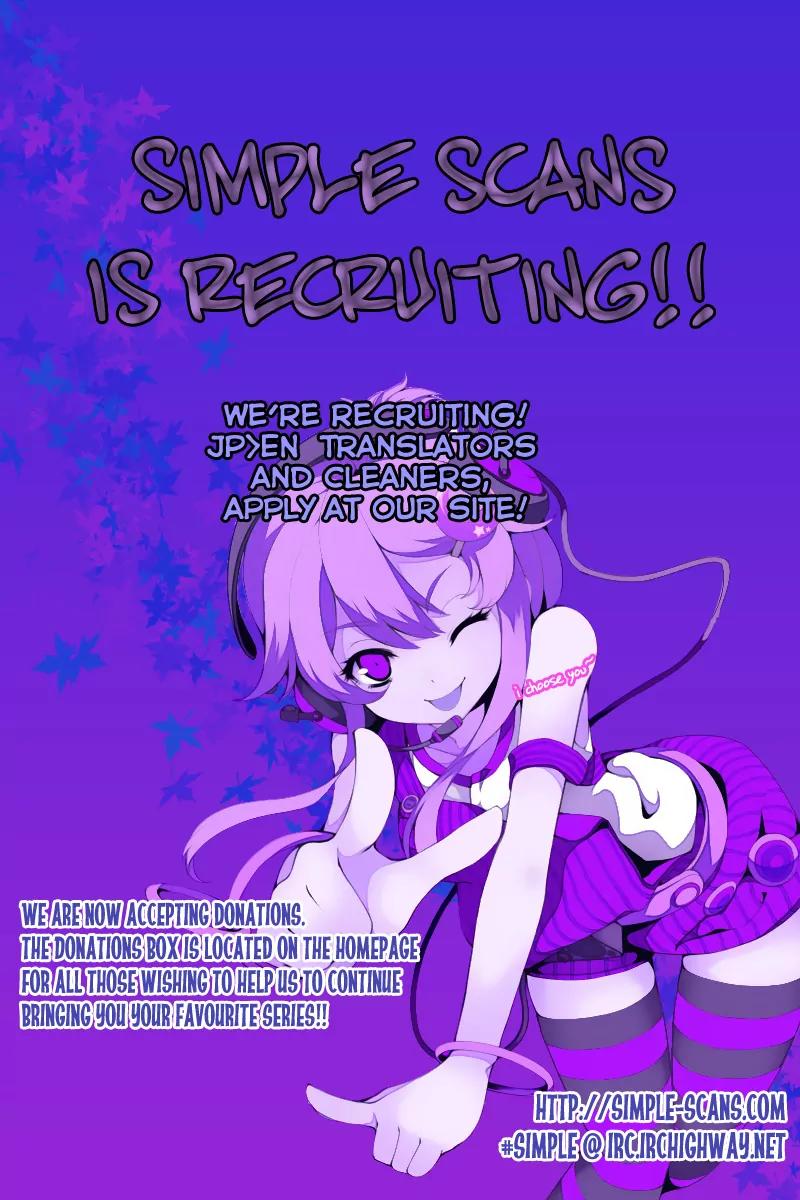 SIMPLE SCANS
IS RECRUITING!!
WE'RE RECRUITING!
JP>EN TRANSLATORS
AND CLEANERS,
APPLY AT OUR SITE!
i choose you~
WE ARE NOW ACCEPTING DONATIONS.
THE DONATIONS BOX IS LOCATED ON THE HOMEPAGE
FOR ALL THOSE WISHING TO HELP US TO CONTINUE
BRINGING YOU YOUR FAVOURITE SERIES!!
HTTP://SIMPLE-SCANS.COM
#SIMPLE @ IRC.IRCHIGHWAY.NET